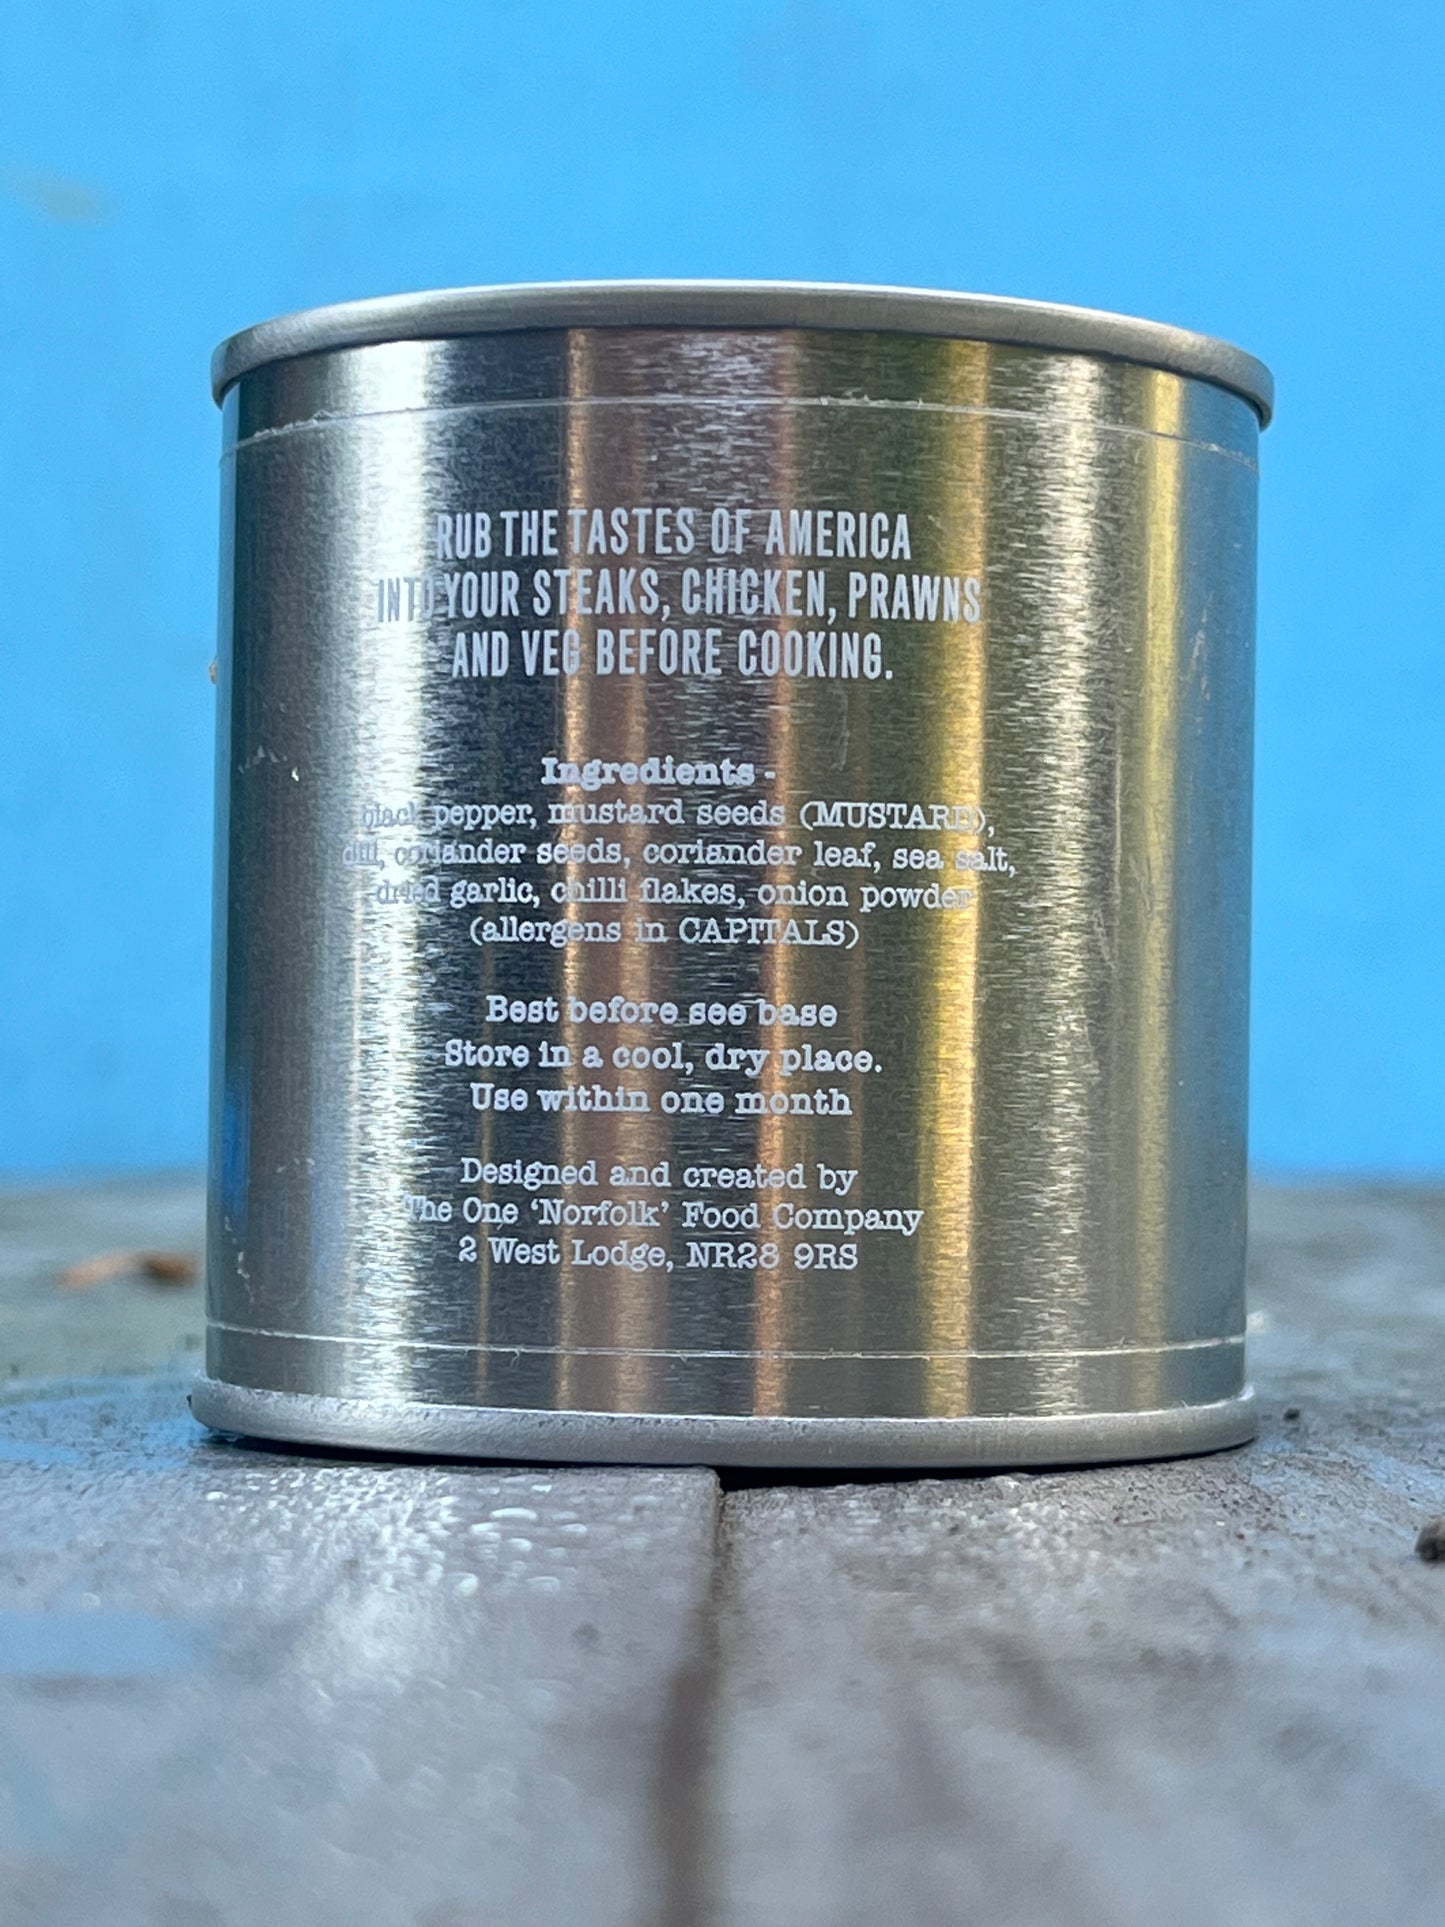 RUB THE TASTES OF AMERICA
INTO YOUR STEAKS, CHICKEN, PRAWNS
AND VEG BEFORE COOKING.
Ingredients -
black pepper, mustard seeds (MUSTARD),
dill, coriander seeds, coriander leaf, sea salt,
dried garlic, chilli flakes, onion powder
(allergens in CAPITALS)
Best before see base
Store in a cool, dry place.
Use within one month
Designed and created by
The One ‘Norfolk’ Food Company
2 West Lodge, NR28 9RS